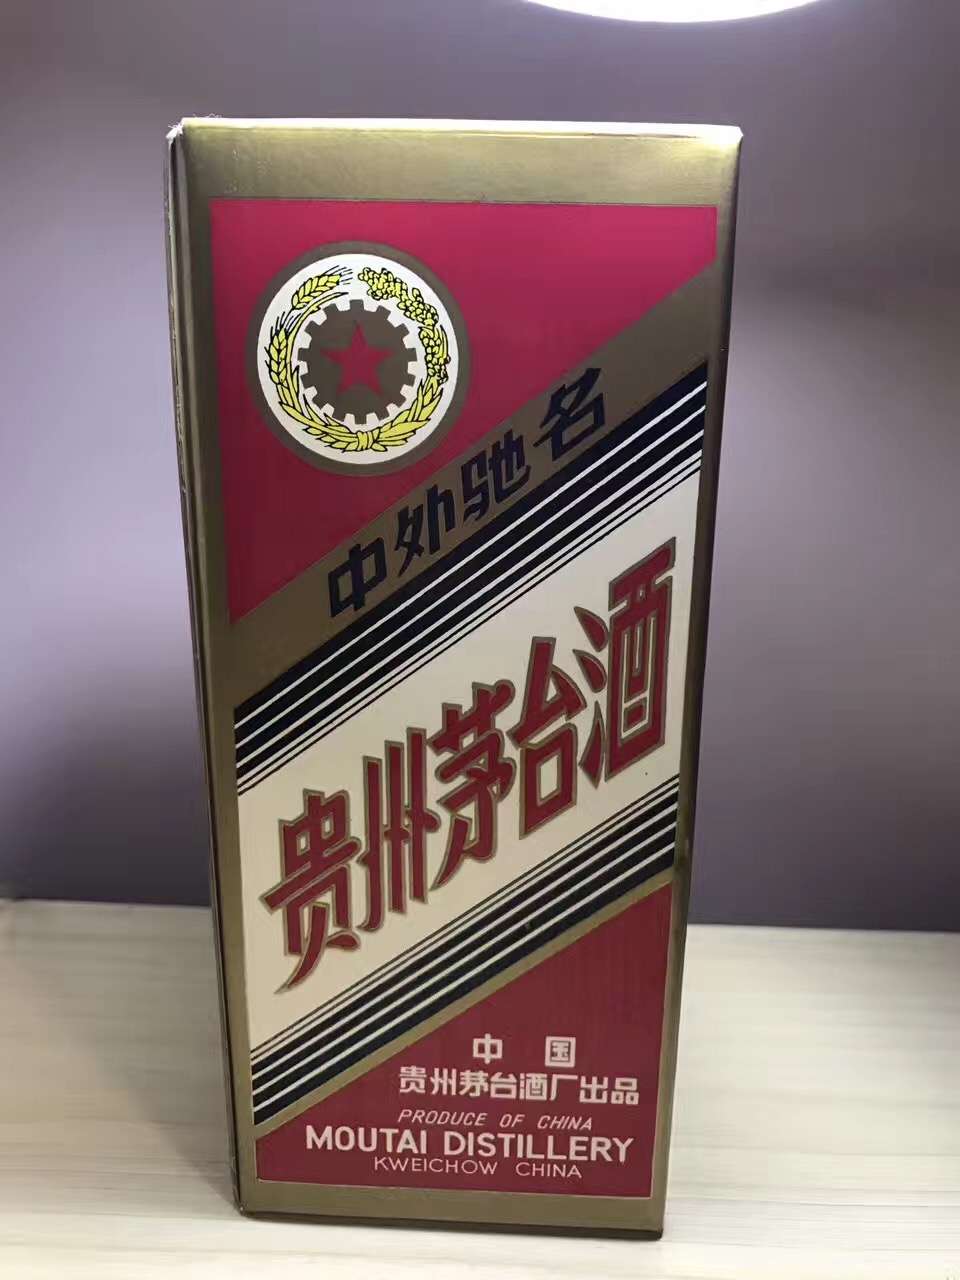 中外驰名
贵州茅台酒
中国
贵州茅台酒厂出品
PRODUCE OF CHINA
MOUTAI DISTILLERY
KWEICHOW CHINA